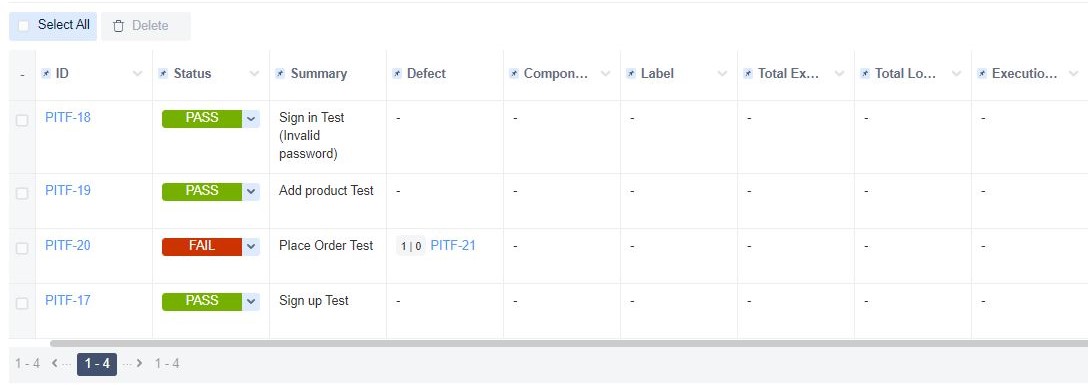 Select All Delete
- ID Status Summary Defect Compon... Label Total Ex... Total Lo... Executio...
PITF-18 PASS Sign in Test - - - - - -
(Invalid
password)
PITF-19 PASS Add product Test - - - - - -
PITF-20 FAIL Place Order Test 1 | 0 PITF-21 - - - - -
PITF-17 PASS Sign up Test - - - - - -
1 - 4 < ... 1 - 4 ... > 1 - 4